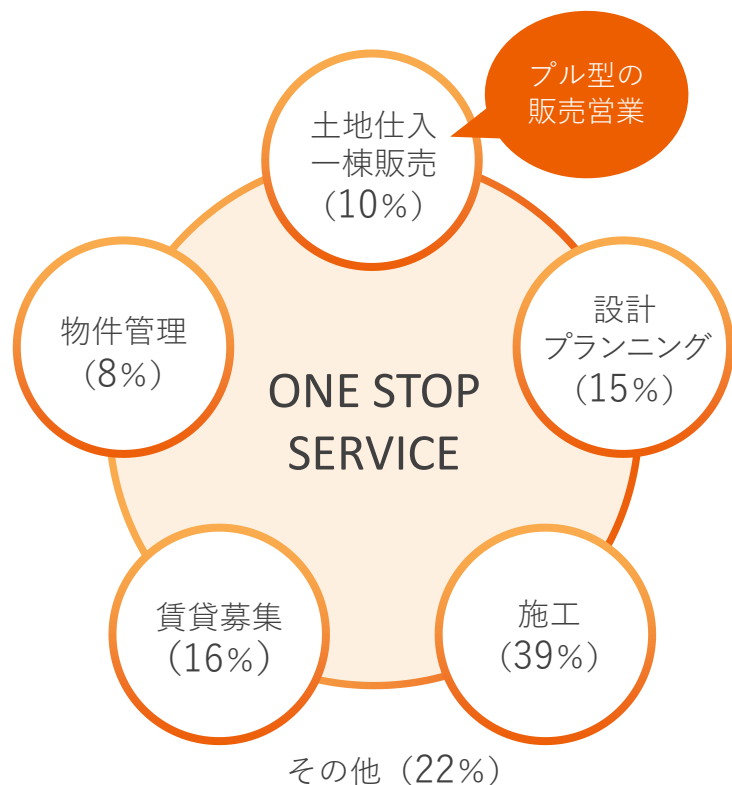 プル型の
販売営業
土地仕入
一棟販売
(10%)
設計
プランニング
(15%)
物件管理
(8%)
ONE STOP
SERVICE
賃貸募集
(16%)
施工
(39%)
その他 (22%)